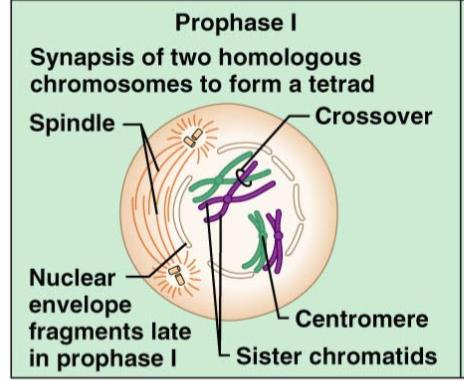 Prophase I
Synapsis of two homologous
chromosomes to form a tetrad
Spindle
Crossover
Nuclear
envelope
fragments late
in prophase I
Centromere
Sister chromatids